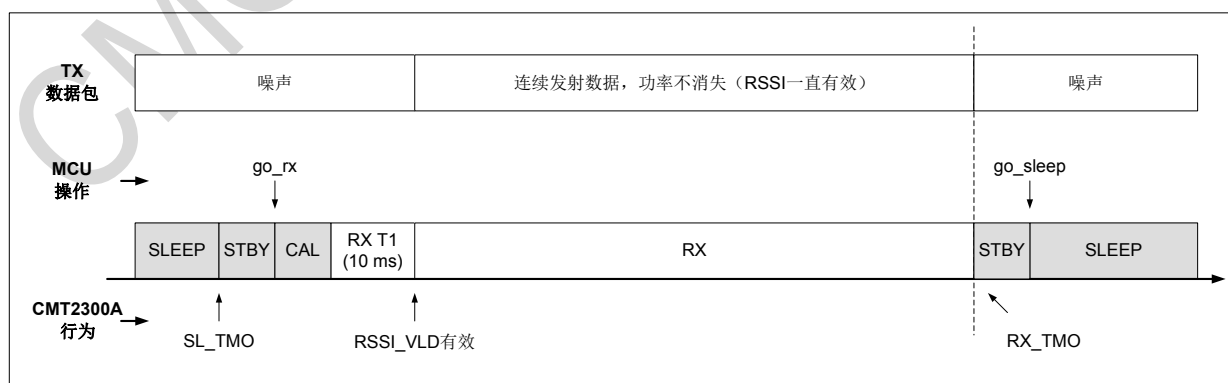 TX
数据包
噪声
连续发射数据，功率不消失（RSSI一直有效）
噪声
MCU
操作
go_rx
go_sleep
SLEEP
STBY
CAL
RX T1
(10 ms)
RX
STBY
SLEEP
CMT2300A
行为
SL_TMO
RSSI_VLD有效
RX_TMO